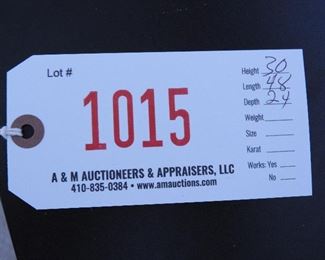 Lot #
1015
Height 30
Length 48
Depth 24
Weight
Size
Karat
Works: Yes
No
A & M AUCTIONEERS & APPRAISERS, LLC
410-835-0384 • www.amauctions.com